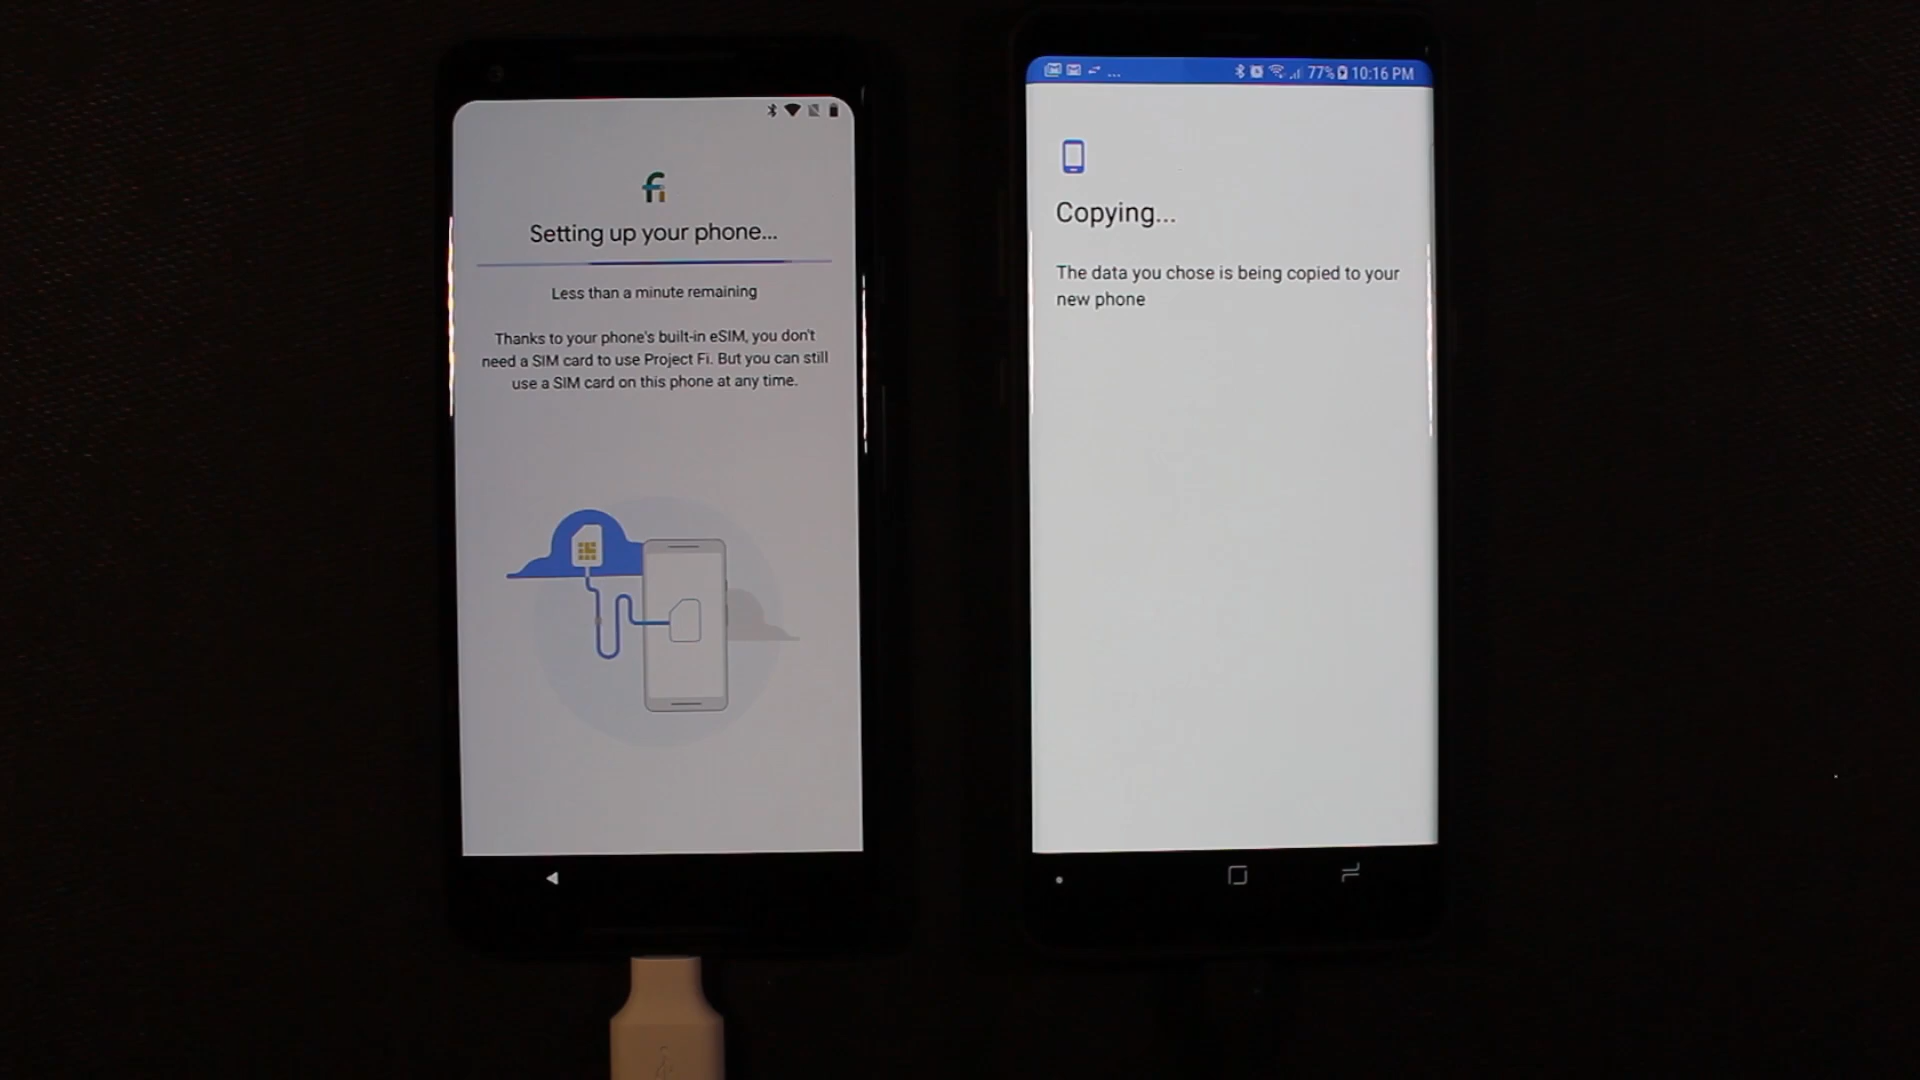 fi
Setting up your phone...
Less than a minute remaining
Thanks to your phone's built-in eSIM, you don't
need a SIM card to use Project Fi. But you can still
use a SIM card on this phone at any time.
... 77% 10:16 PM
Copying...
The data you chose is being copied to your
new phone